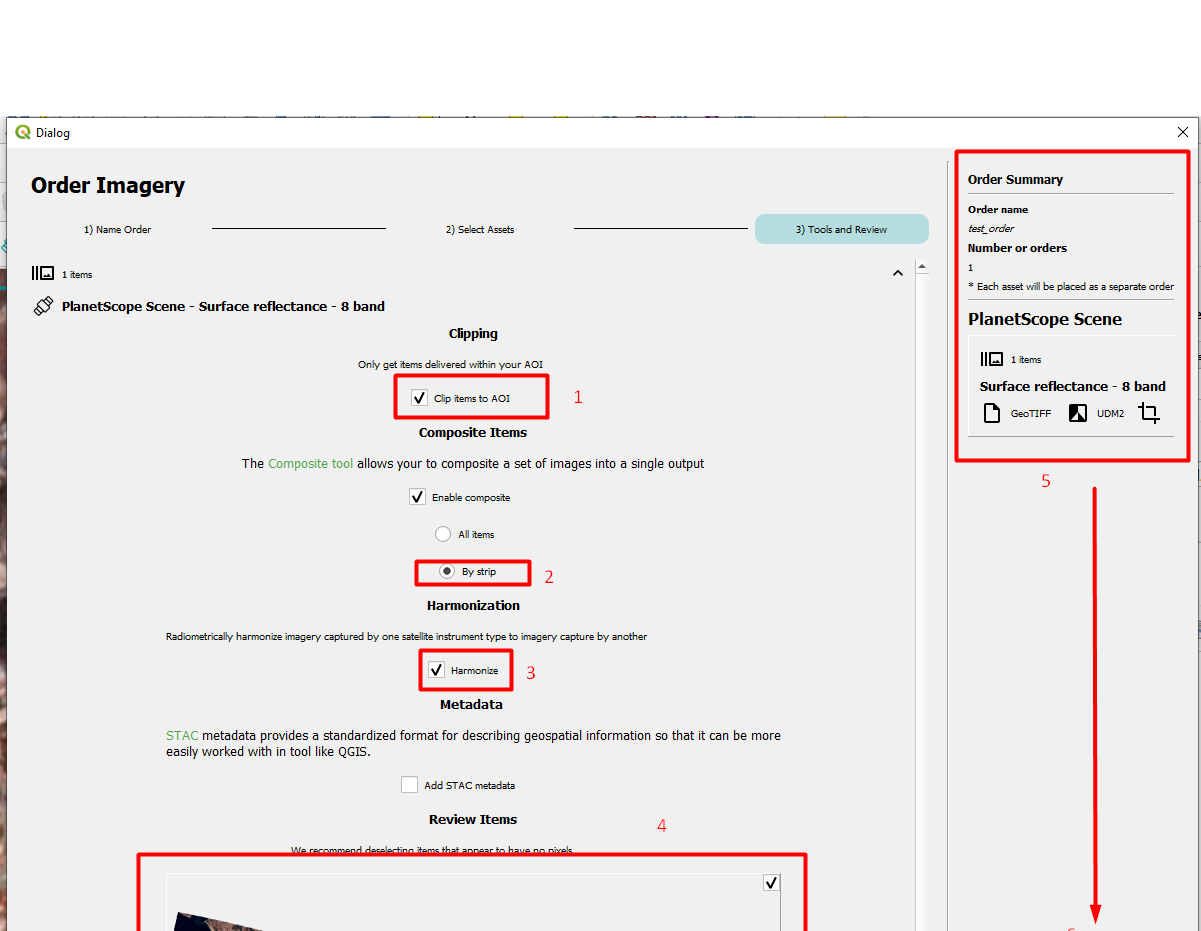 Dialog
Order Imagery
1) Name Order
2) Select Assets
3) Tools and Review
1 items
PlanetScope Scene - Surface reflectance - 8 band
Clipping
Only get items delivered within your AOI
Clip items to AOI
1
Composite Items
The Composite tool allows your to composite a set of images into a single output
Enable composite
All items
By strip
2
Harmonization
Radiometrically harmonize imagery captured by one satellite instrument type to imagery capture by another
Harmonize
3
Metadata
STAC metadata provides a standardized format for describing geospatial information so that it can be more
easily worked with in tool like QGIS.
Add STAC metadata
Review Items
4
We recommend deselecting items that appear to have no pixels
Order Summary
Order name
test_order
Number or orders
1
* Each asset will be placed as a separate order
PlanetScope Scene
1 items
Surface reflectance - 8 band
GeoTIFF
UDM2
5